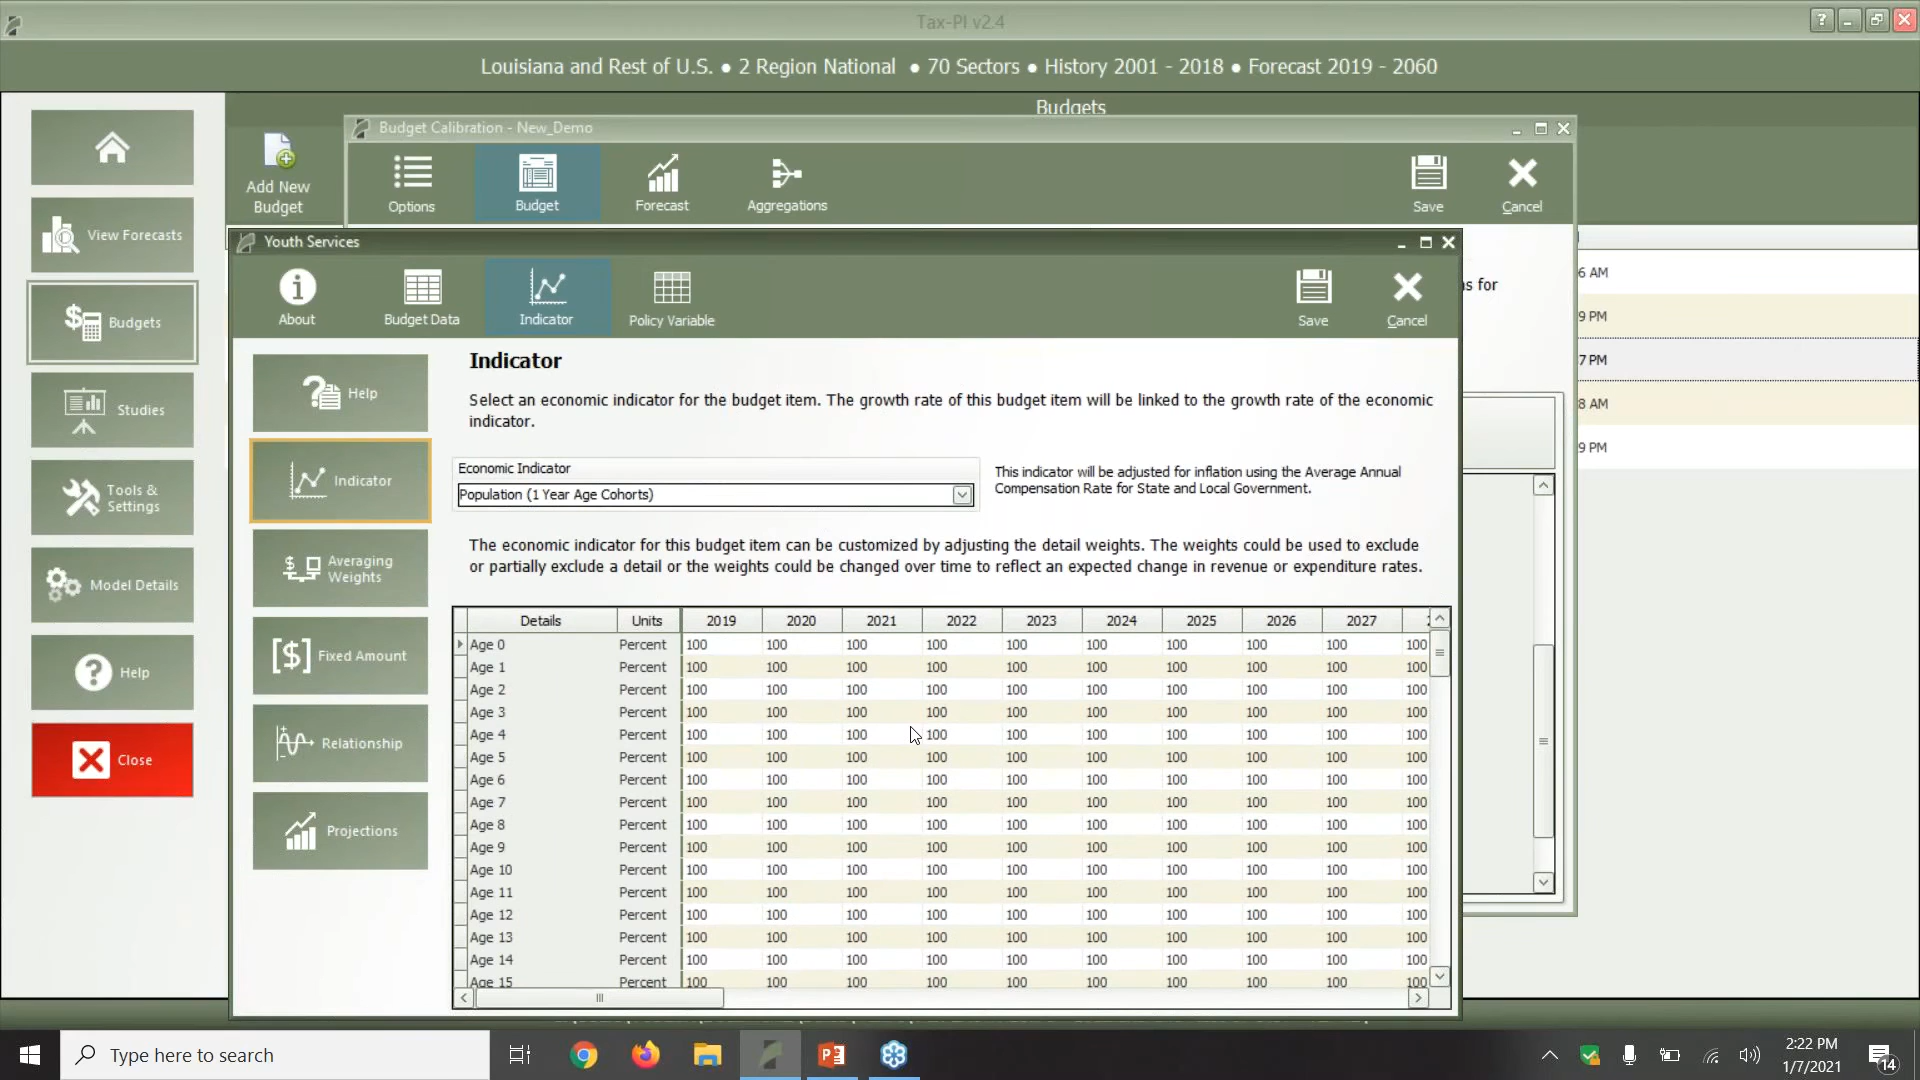 Tax-PI v2.4
?
Louisiana and Rest of U.S. ● 2 Region National ● 70 Sectors ● History 2001 - 2018 ● Forecast 2019 - 2060
View Forecasts
Budgets
Studies
Tools &
Settings
Model Details
Help
Close
Budgets
Add New
Budget
Budget Calibration - New_Demo
Options
Budget
Forecast
Aggregations
Save
Cancel
s for
6 AM
9 PM
7 PM
8 AM
9 PM
Youth Services
About
Budget Data
Indicator
Policy Variable
Save
Cancel
Help
Indicator
Averaging
Weights
Fixed Amount
Relationship
Projections
Indicator
Select an economic indicator for the budget item. The growth rate of this budget item will be linked to the growth rate of the economic
indicator.
Economic Indicator
Population (1 Year Age Cohorts)
This indicator will be adjusted for inflation using the Average Annual
Compensation Rate for State and Local Government.
The economic indicator for this budget item can be customized by adjusting the detail weights. The weights could be used to exclude
or partially exclude a detail or the weights could be changed over time to reflect an expected change in revenue or expenditure rates.
Details Units 2019 2020 2021 2022 2023 2024 2025 2026 2027
Age 0 Percent 100 100 100 100 100 100 100 100 100 100
Age 1 Percent 100 100 100 100 100 100 100 100 100 100
Age 2 Percent 100 100 100 100 100 100 100 100 100 100
Age 3 Percent 100 100 100 100 100 100 100 100 100 100
Age 4 Percent 100 100 100 100 100 100 100 100 100 100
Age 5 Percent 100 100 100 100 100 100 100 100 100 100
Age 6 Percent 100 100 100 100 100 100 100 100 100 100
Age 7 Percent 100 100 100 100 100 100 100 100 100 100
Age 8 Percent 100 100 100 100 100 100 100 100 100 100
Age 9 Percent 100 100 100 100 100 100 100 100 100 100
Age 10 Percent 100 100 100 100 100 100 100 100 100 100
Age 11 Percent 100 100 100 100 100 100 100 100 100 100
Age 12 Percent 100 100 100 100 100 100 100 100 100 100
Age 13 Percent 100 100 100 100 100 100 100 100 100 100
Age 14 Percent 100 100 100 100 100 100 100 100 100 100
Age 15 Percent 100 100 100 100 100 100 100 100 100 100
Type here to search
2:22 PM
1/7/2021
14